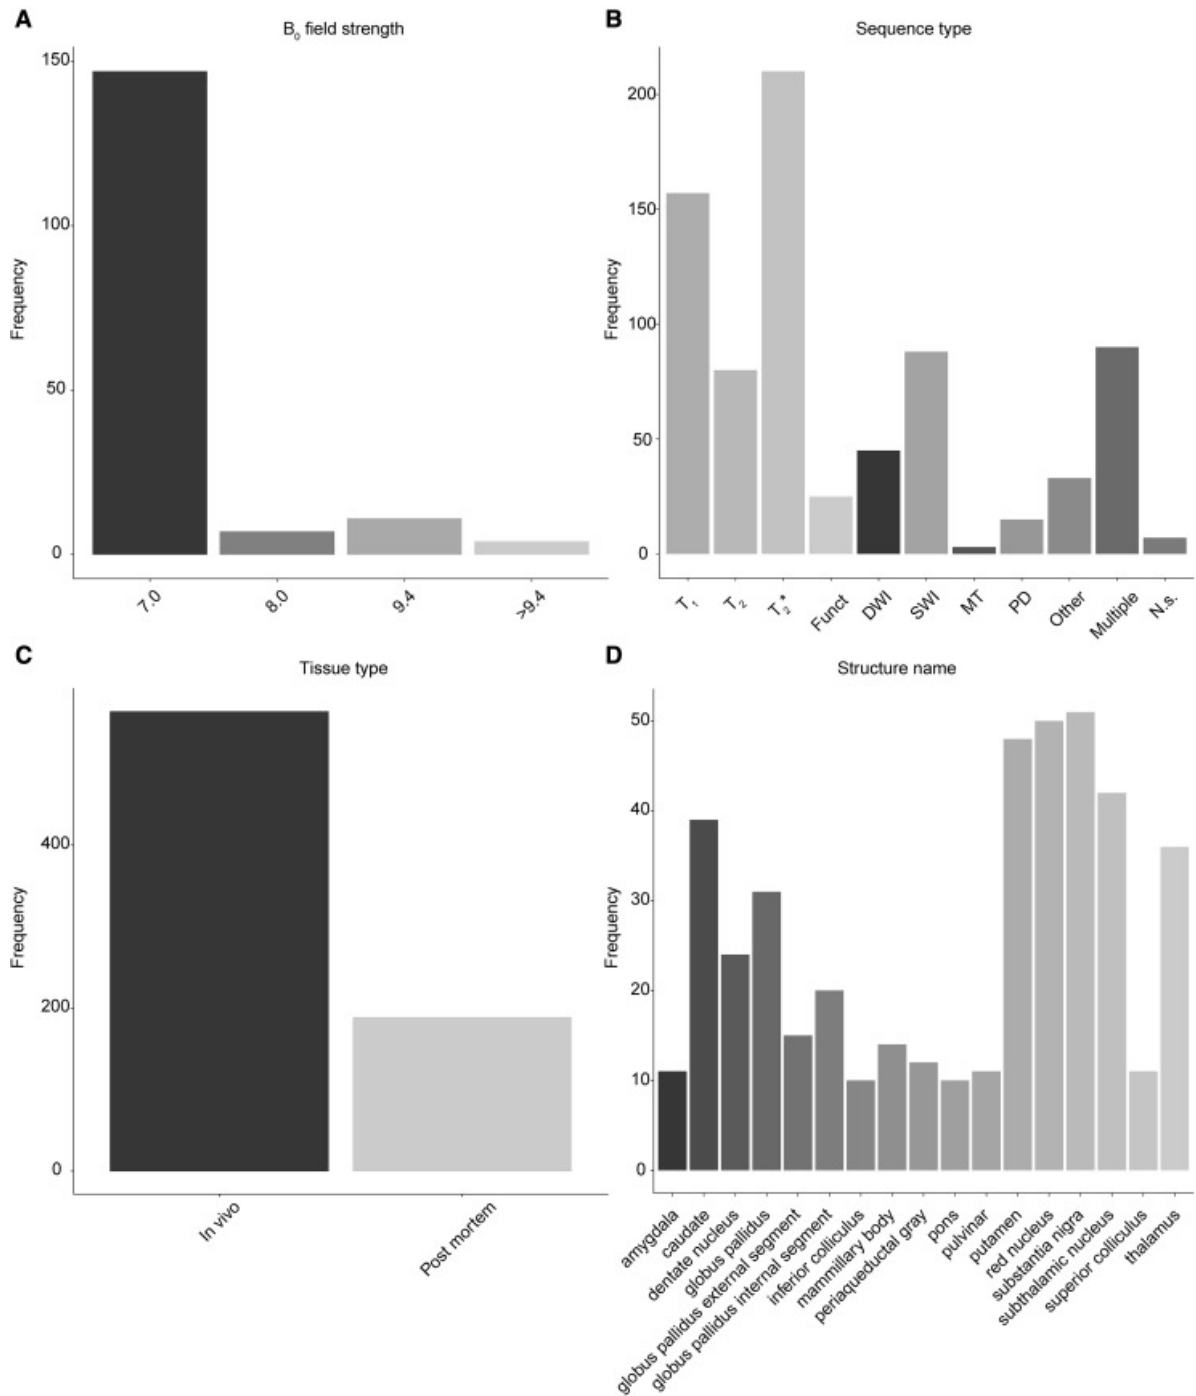 A
B₀ field strength
Frequency
150
100
50
0
7.0
8.0
9.4
>9.4
B
Sequence type
Frequency
200
150
100
50
0
T₁
T₂
T₂*
Funct
DWI
SWI
MT
PD
Other
Multiple
N.s.
C
Tissue type
Frequency
400
200
0
In vivo
Post mortem
D
Structure name
Frequency
50
40
30
20
10
0
amygdala
caudate
dentate nucleus
globus pallidus
globus pallidus external segment
globus pallidus internal segment
inferior colliculus
mammillary body
periaqueductal gray
pons
pulvinar
putamen
red nucleus
substantia nigra
subthalamic nucleus
superior colliculus
thalamus